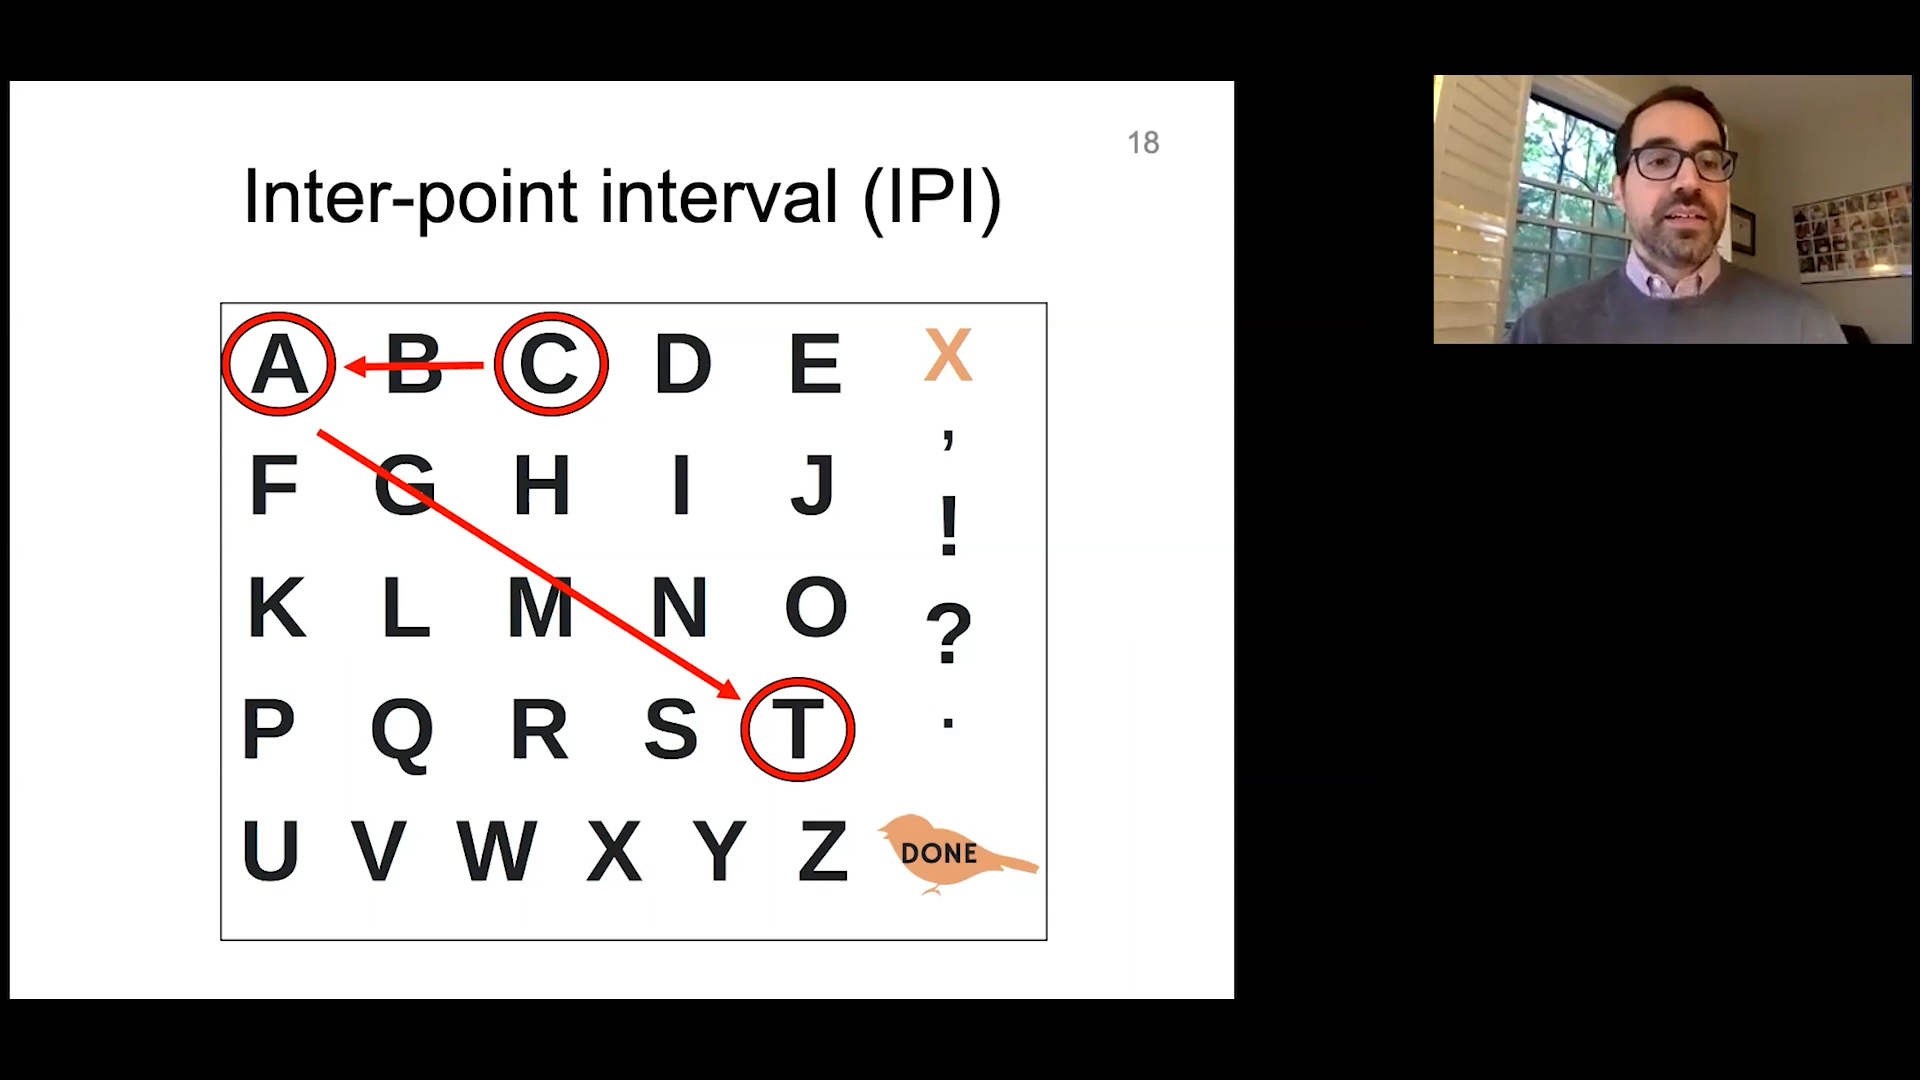 18
Inter-point interval (IPI)
A B C D E X
,
F G H I J
!
K L M N O
?
P Q R S T .
U V W X Y Z DONE